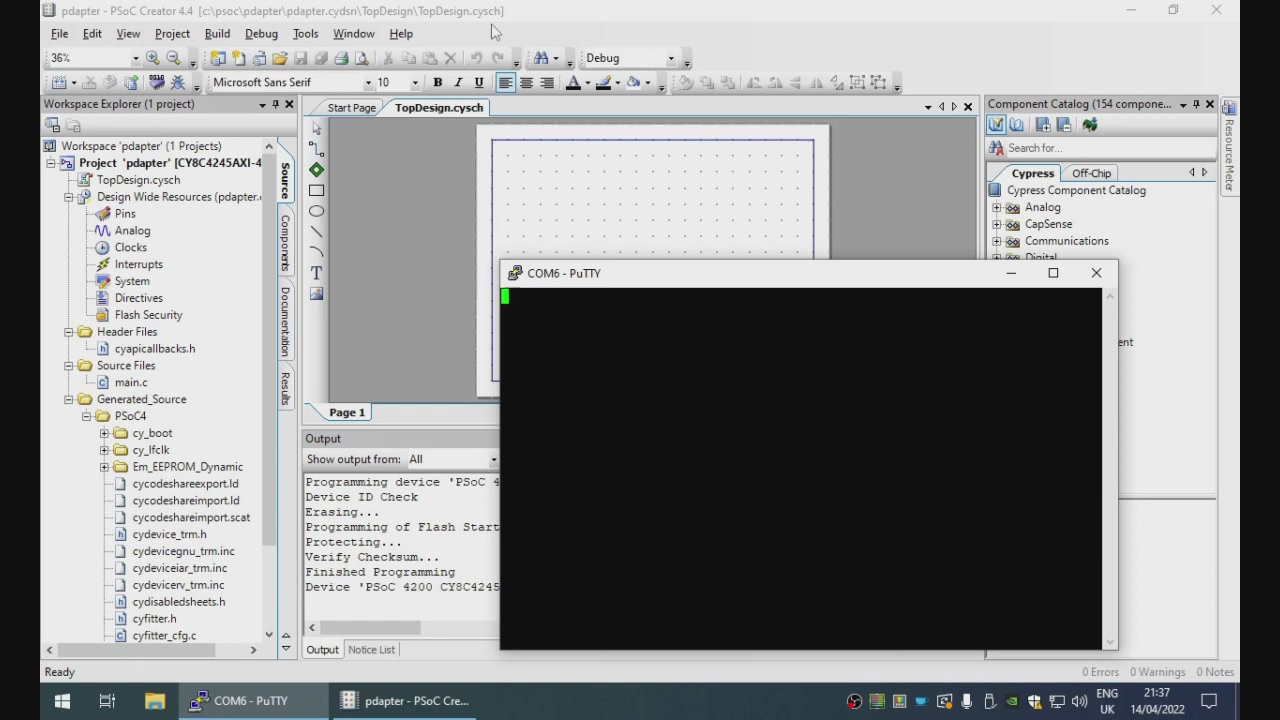 pdapter - PSoC Creator 4.4 [c:\psoc\pdapter\pdapter.cydsn\TopDesign\TopDesign.cysch]
File Edit View Project Build Debug Tools Window Help
36% Debug
Microsoft Sans Serif 10 B I U A
Workspace Explorer (1 project)
Workspace 'pdapter' (1 Projects)
Project 'pdapter' [CY8C4245AXI-4
TopDesign.cysch
Design Wide Resources (pdapter.
Pins
Analog
Clocks
Interrupts
System
Directives
Flash Security
Header Files
cyapicallbacks.h
Source Files
main.c
Generated_Source
PSoC4
cy_boot
cy_lfclk
Em_EEPROM_Dynamic
cycodeshareexport.ld
cycodeshareimport.ld
cycodeshareimport.scat
cydevice_trm.h
cydevicegnu_trm.inc
cydeviceiar_trm.inc
cydevicerv_trm.inc
cydisabledsheets.h
cyfitter.h
cyfitter_cfg.c
Source
Components
Documentation
Results
Start Page TopDesign.cysch
T
Page 1
Output
Show output from: All
Programming device 'PSoC 4
Device ID Check
Erasing...
Programming of Flash Start
Protecting...
Verify Checksum...
Finished Programming
Device 'PSoC 4200 CY8C4245
Output Notice List
COM6 - PuTTY
Component Catalog (154 compone...
Search for...
Cypress Off-Chip
Cypress Component Catalog
Analog
CapSense
Communications
Digital
ent
Resource Meter
Ready 0 Errors 0 Warnings 0 Notes
COM6 - PuTTY pdapter - PSoC Cre...
ENG
UK
21:37
14/04/2022